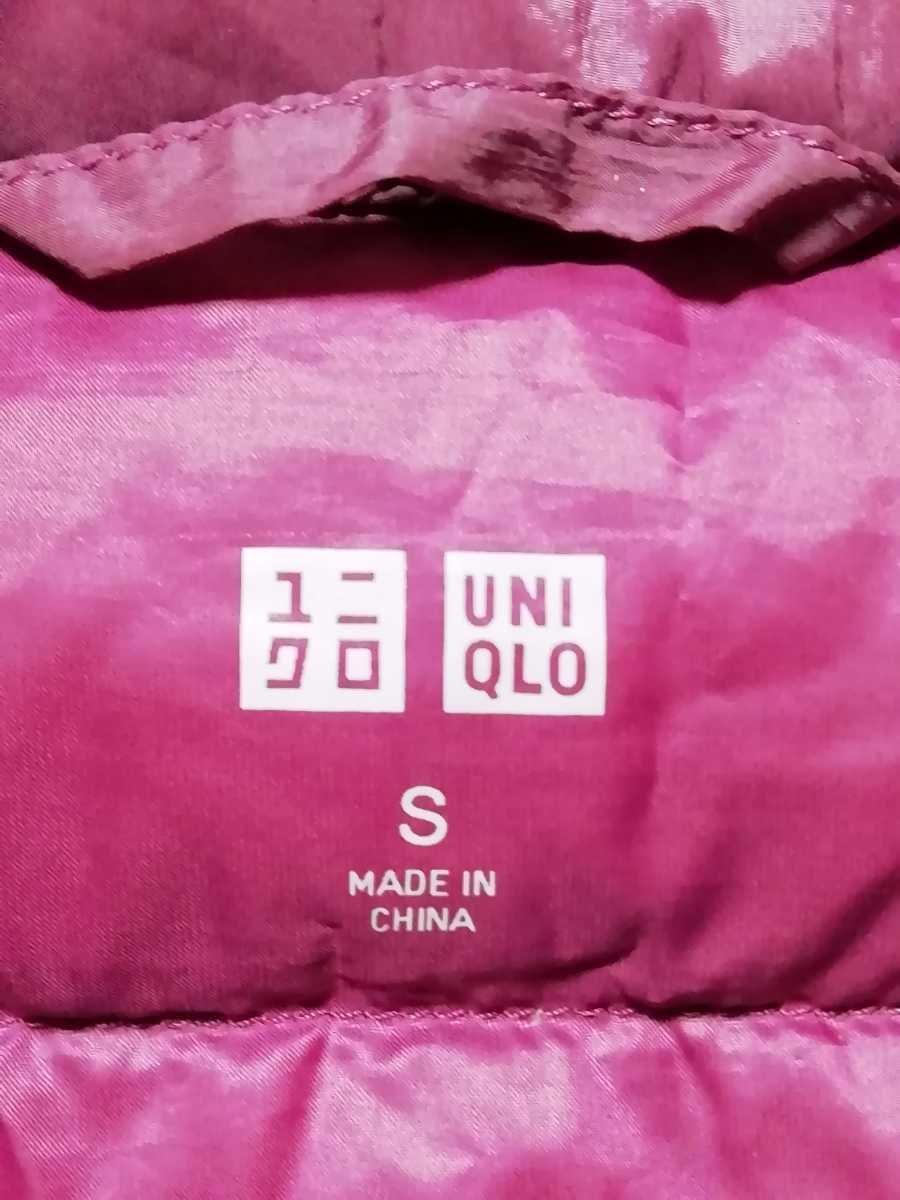 ユニ
クロ
UNI
QLO
S
MADE IN
CHINA